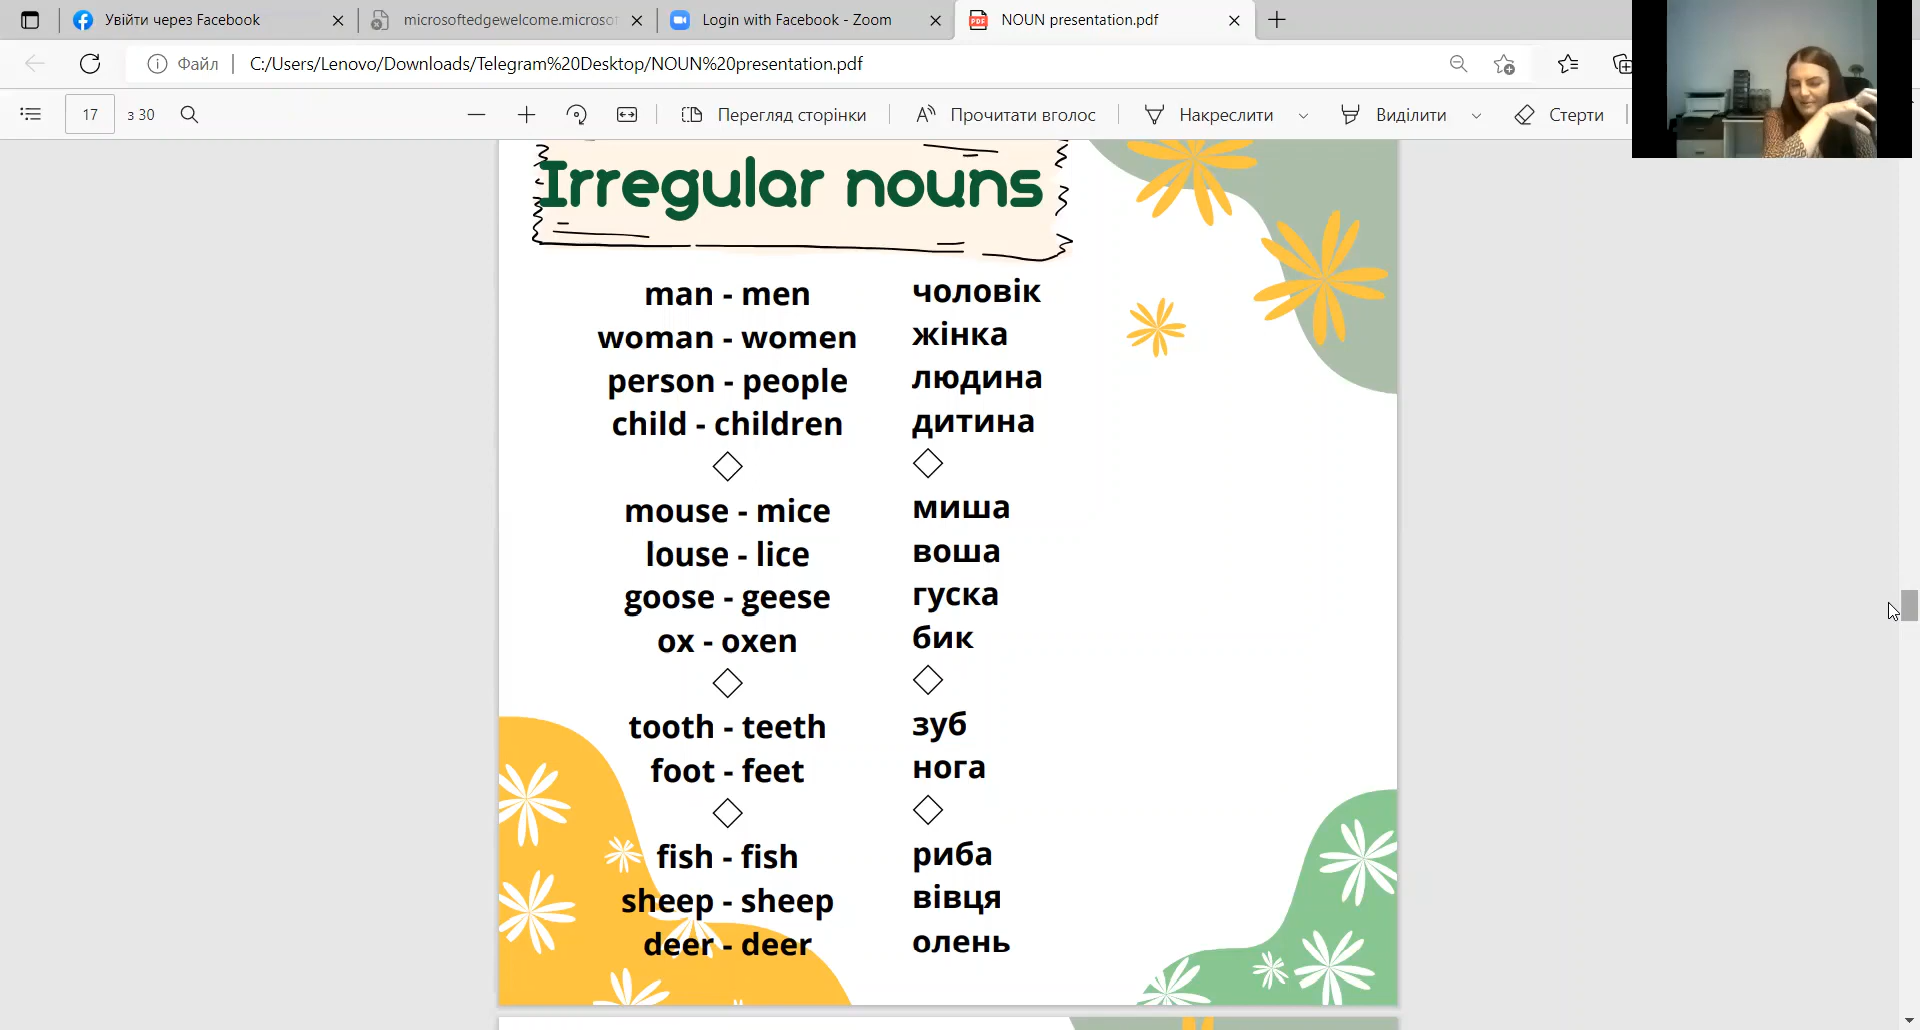 Увійти через Facebook
microsoftedgewelcome.microsof
Login with Facebook - Zoom
NOUN presentation.pdf
Файл
C:/Users/Lenovo/Downloads/Telegram%20Desktop/NOUN%20presentation.pdf
17
з 30
Перегляд сторінки
Прочитати вголос
Накреслити
Виділити
Стерти
Irregular nouns
man - men чоловік
woman - women жінка
person - people людина
child - children дитина
mouse - mice миша
louse - lice воша
goose - geese гуска
ox - oxen бик
tooth - teeth зуб
foot - feet нога
fish - fish риба
sheep - sheep вівця
deer - deer олень